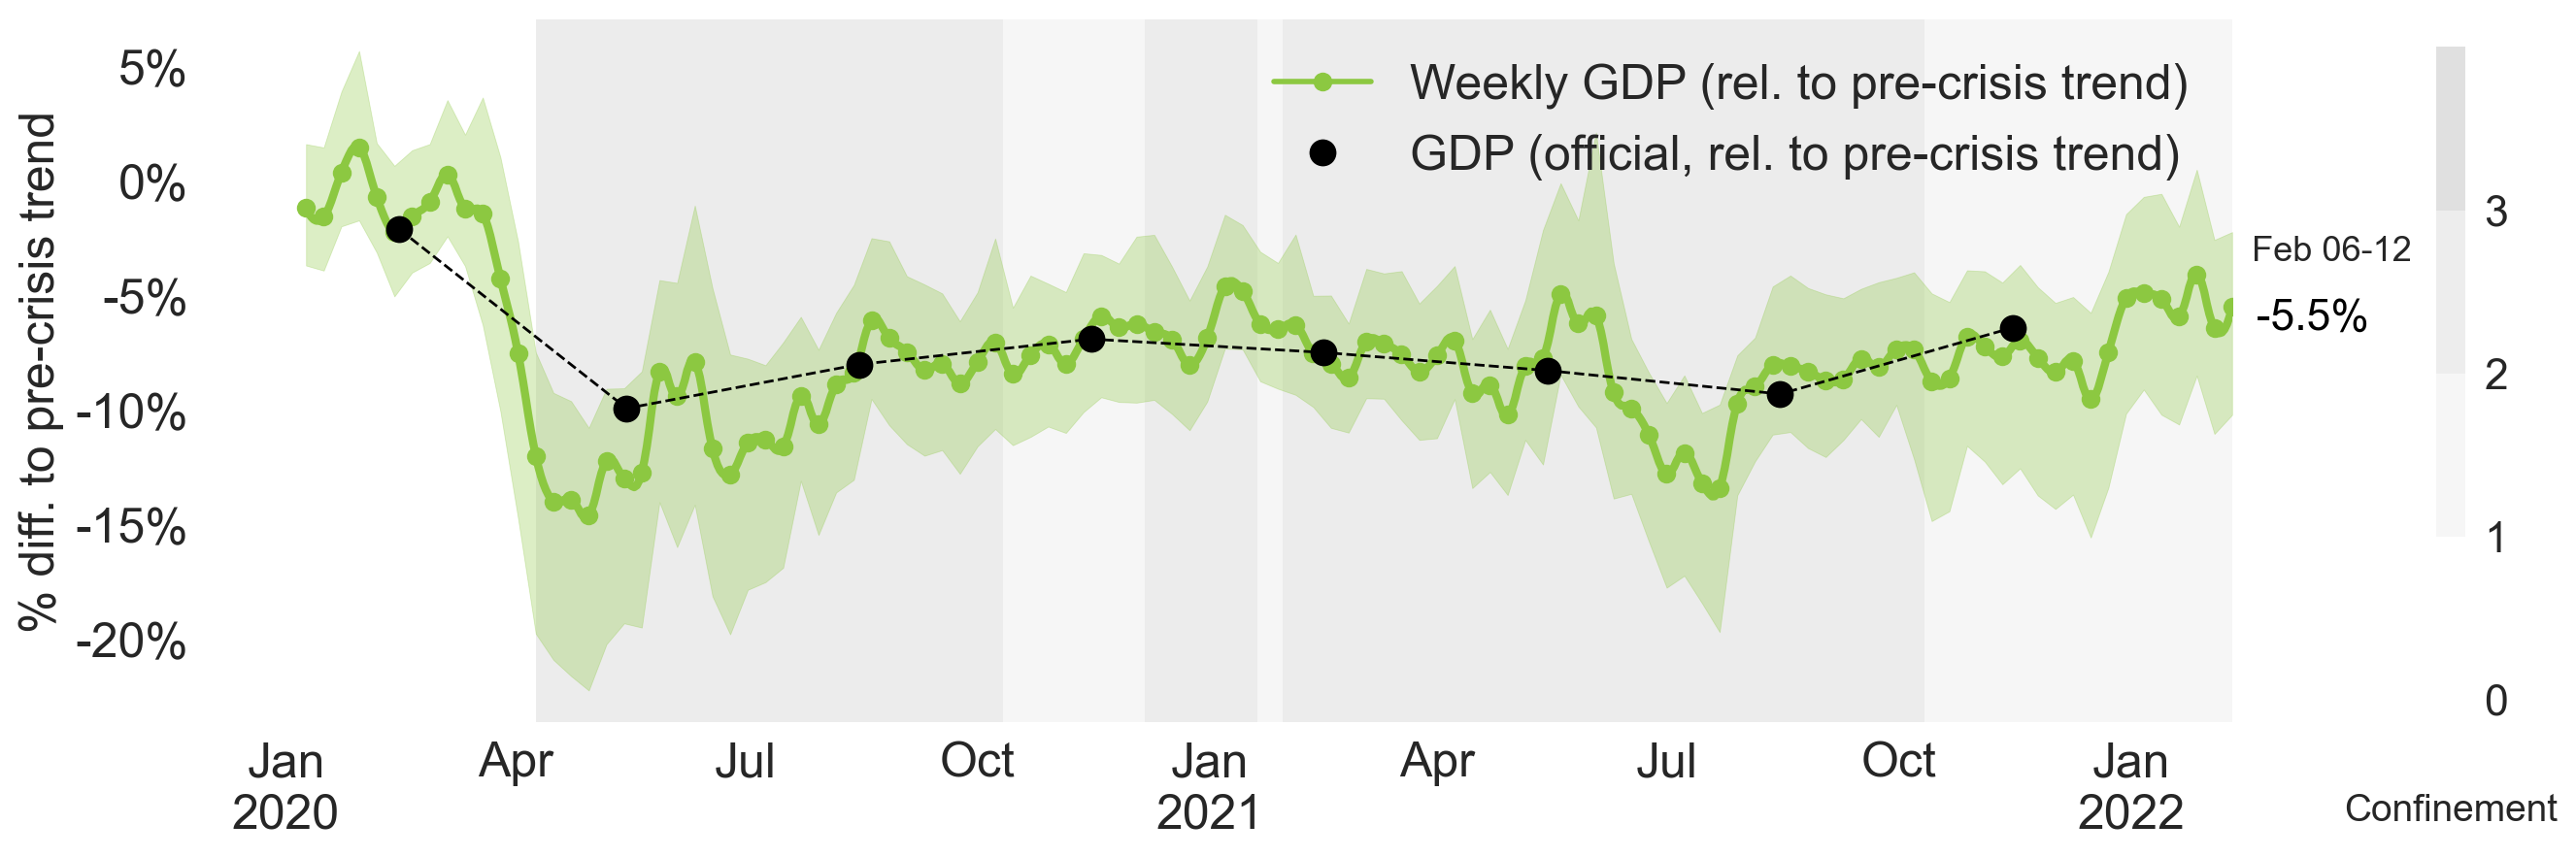 % diff. to pre-crisis trend
5%
0%
-5%
-10%
-15%
-20%
Weekly GDP (rel. to pre-crisis trend)
GDP (official, rel. to pre-crisis trend)
Feb 06-12
-5.5%
3
2
1
0
Jan Apr Jul Oct Jan Apr Jul Oct Jan
2020 2021 2022
Confinement